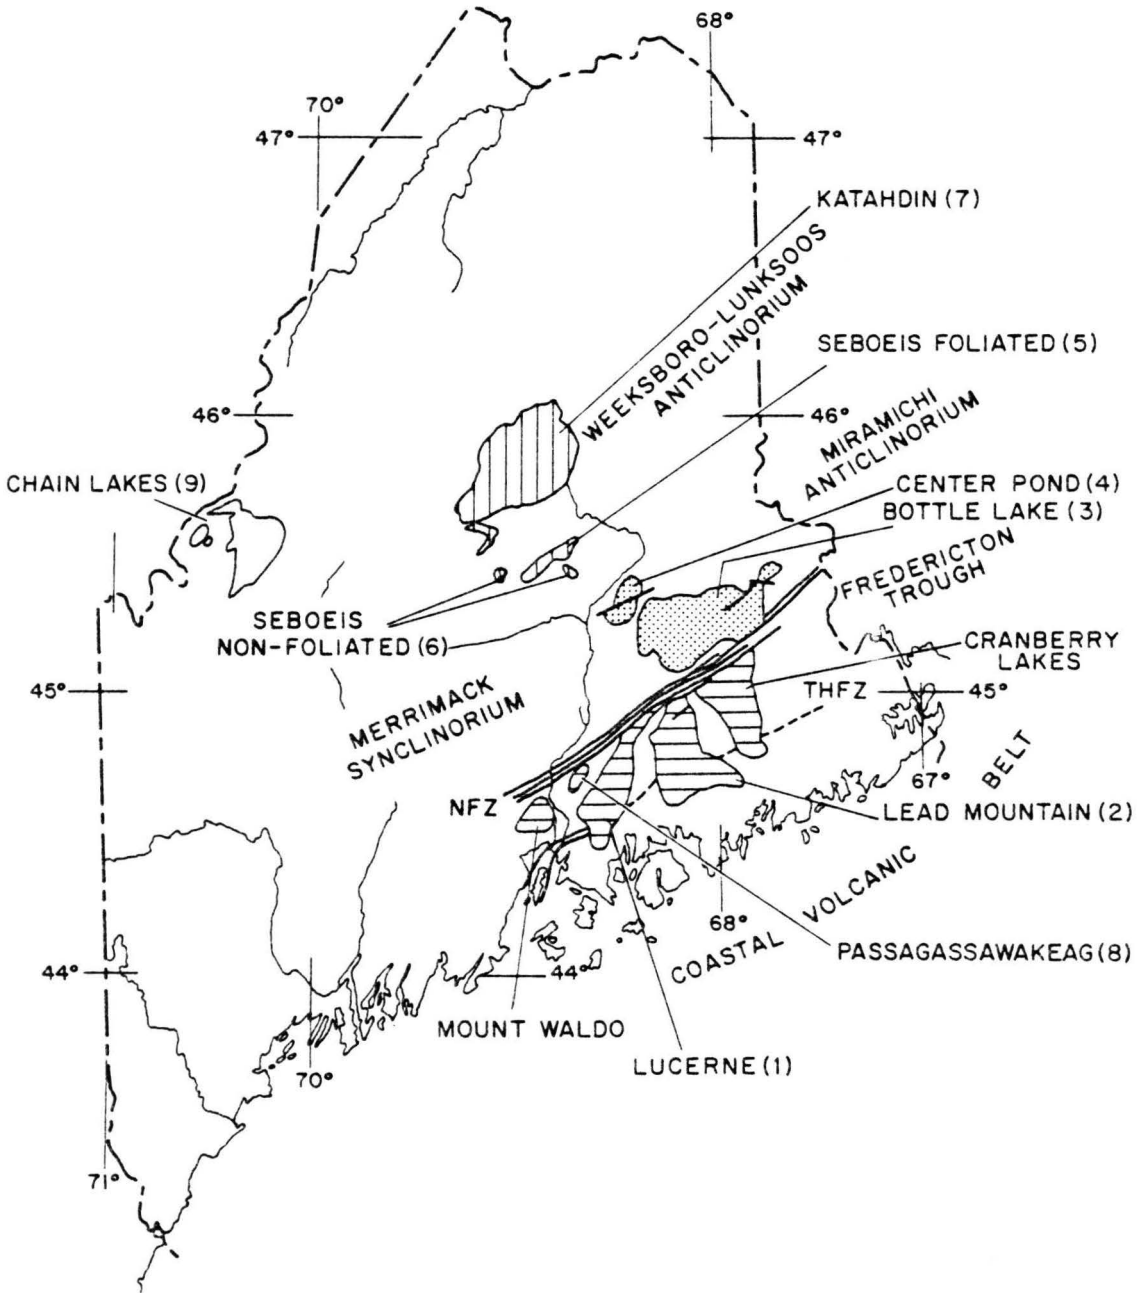 68°
70°
47°
47°
KATAHDIN (7)
WEEKSBORO-LUNKSOOS
ANTICLINORIUM
SEBOEIS FOLIATED (5)
46°
46°
MIRAMICHI
ANTICLINORIUM
CHAIN LAKES (9)
CENTER POND (4)
BOTTLE LAKE (3)
FREDERICTON
TROUGH
SEBOEIS
NON-FOLIATED (6)
CRANBERRY
LAKES
45°
THFZ
45°
MERRIMACK
SYNCLINORIUM
67°
NFZ
LEAD MOUNTAIN (2)
COASTAL VOLCANIC BELT
68°
PASSAGASSAWAKEAG (8)
44°
44°
MOUNT WALDO
LUCERNE (1)
70°
71°